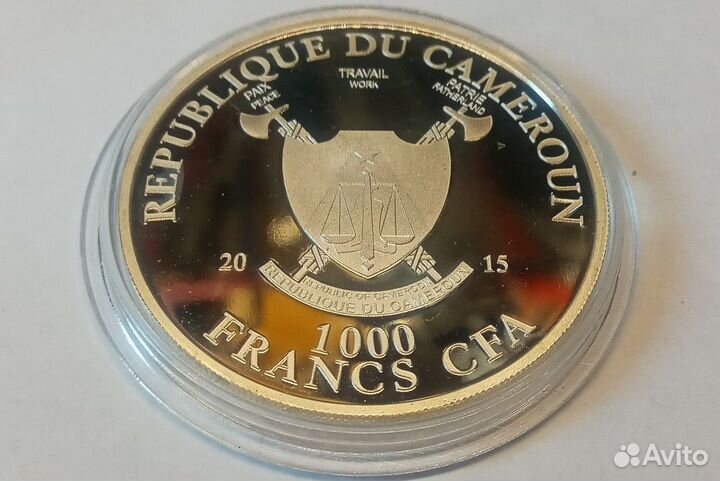 REPUBLIQUE DU CAMEROUN
PAIX
PEACE
TRAVAIL
WORK
PATRIE
FATHERLAND
A
20 15
REPUBLIC OF CAMEROON
REPUBLIQUE DU CAMEROUN
1000
FRANCS CFA
Avito